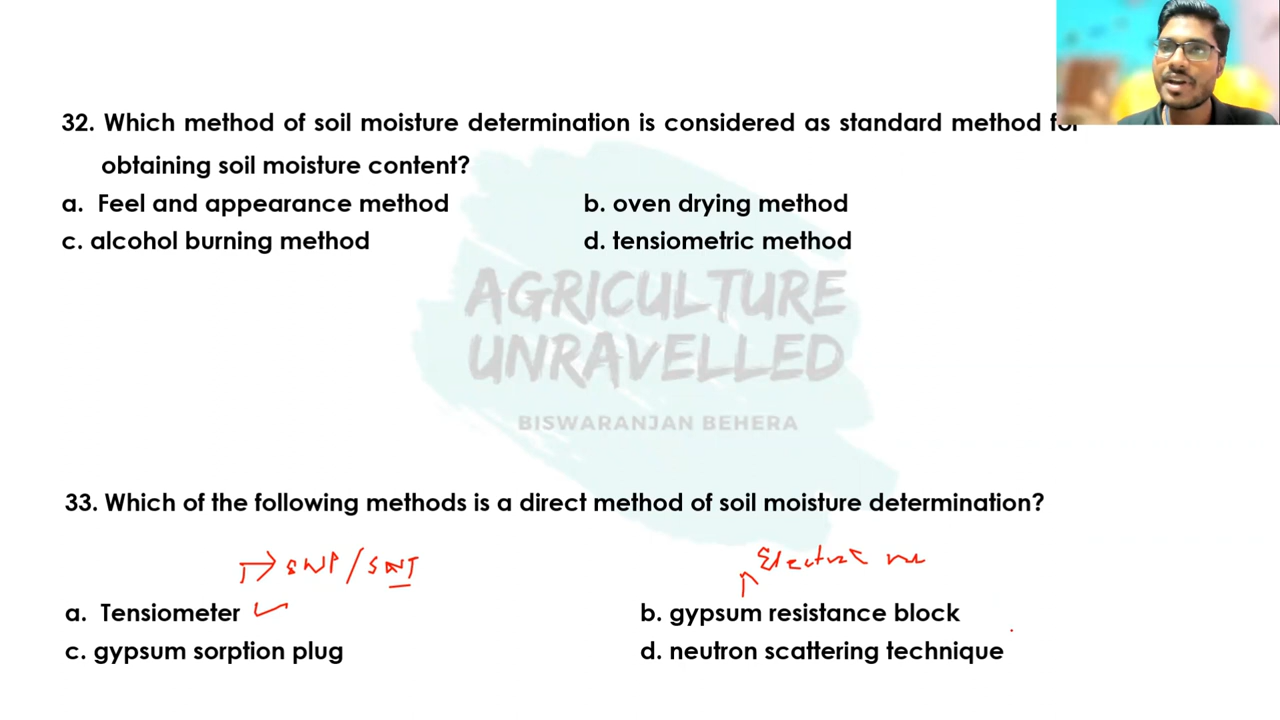 32. Which method of soil moisture determination is considered as standard method for
obtaining soil moisture content?
a. Feel and appearance method
b. oven drying method
c. alcohol burning method
d. tensiometric method
AGRICULTURE
UNRAVELLED
BISWARANJAN BEHERA
33. Which of the following methods is a direct method of soil moisture determination?
SWP/SWT
a. Tensiometer
b. gypsum resistance block
c. gypsum sorption plug
d. neutron scattering technique